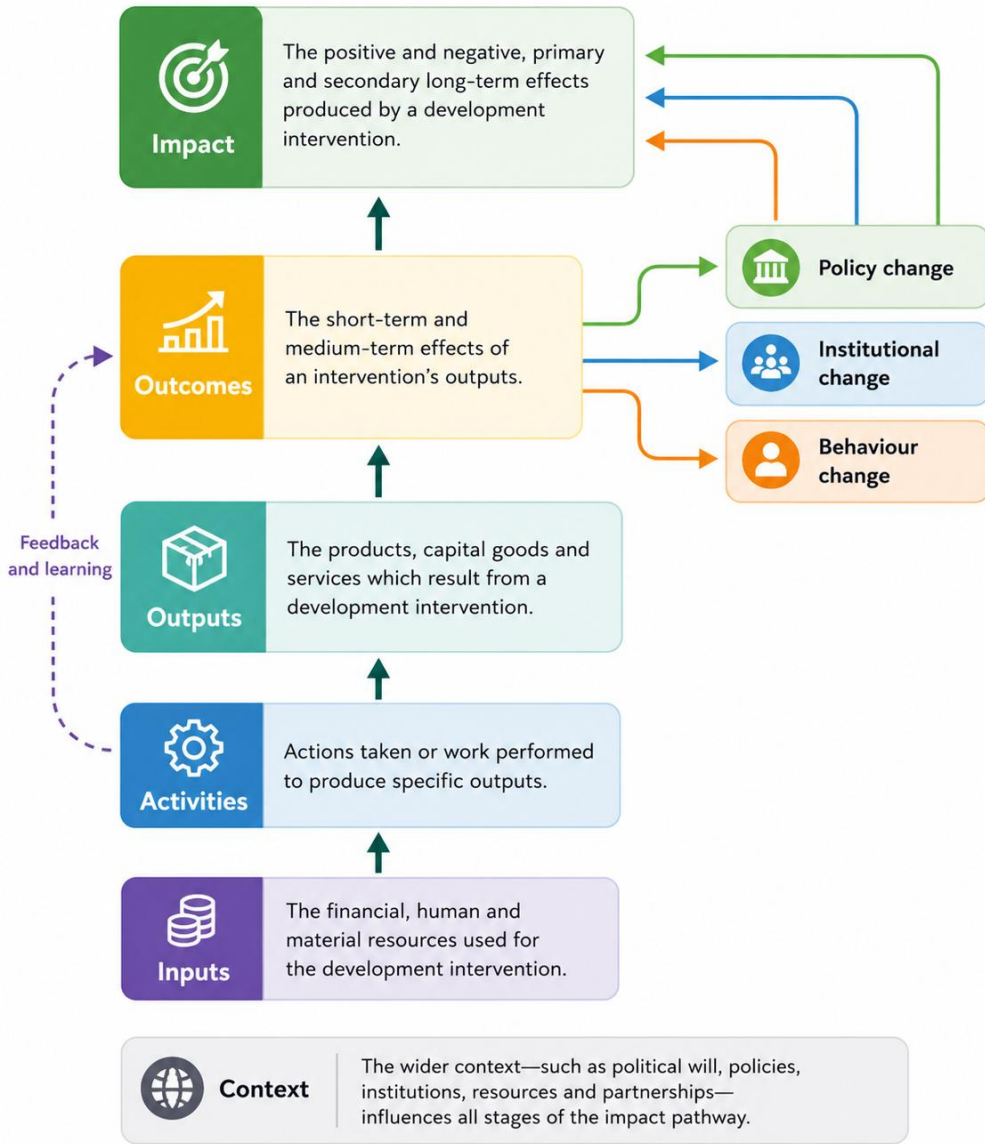 Impact
The positive and negative, primary
and secondary long-term effects
produced by a development
intervention.
Outcomes
The short-term and
medium-term effects of
an intervention’s outputs.
Policy change
Institutional
change
Behaviour
change
Feedback
and learning
Outputs
The products, capital goods and
services which result from a
development intervention.
Activities
Actions taken or work performed
to produce specific outputs.
Inputs
The financial, human and
material resources used for
the development intervention.
Context
The wider context—such as political will, policies,
institutions, resources and partnerships—
influences all stages of the impact pathway.